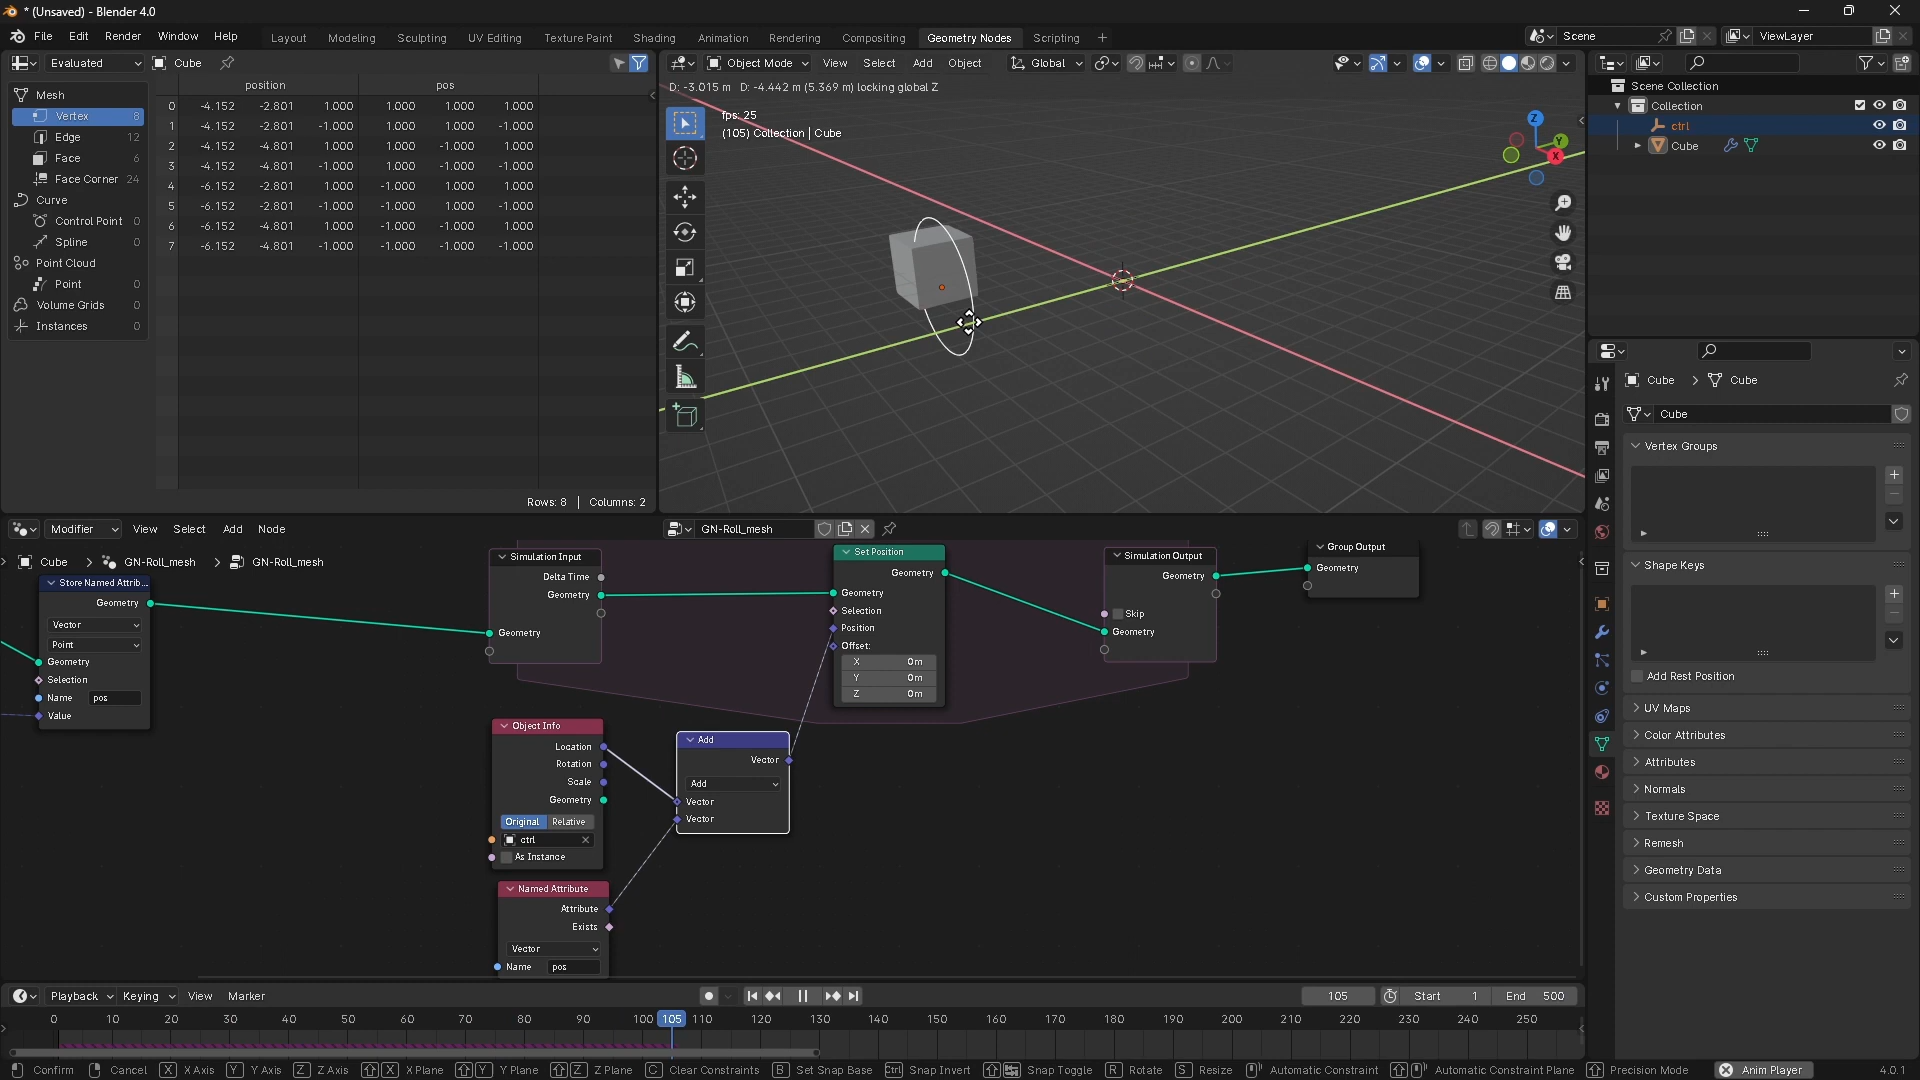 * (Unsaved) - Blender 4.0
File Edit Render Window Help Layout Modeling Sculpting UV Editing Texture Paint Shading Animation Rendering Compositing Geometry Nodes Scripting + Scene ViewLayer
Evaluated Cube
position pos
Mesh
Vertex 8
Edge 12
Face 6
Face Corner 24
Curve
Control Point 0
Spline 0
Point Cloud
Point 0
Volume Grids 0
Instances 0
0 -4.152 -2.801 1.000 1.000 1.000 1.000
1 -4.152 -2.801 -1.000 1.000 1.000 -1.000
2 -4.152 -4.801 1.000 1.000 -1.000 1.000
3 -4.152 -4.801 -1.000 1.000 -1.000 -1.000
4 -6.152 -2.801 1.000 -1.000 1.000 1.000
5 -6.152 -2.801 -1.000 -1.000 1.000 -1.000
6 -6.152 -4.801 1.000 -1.000 -1.000 1.000
7 -6.152 -4.801 -1.000 -1.000 -1.000 -1.000
Rows: 8 | Columns: 2
Object Mode View Select Add Object Global
D: -3.015 m D: -4.442 m (5.369 m) locking global Z
fps: 25
(105) Collection | Cube
Z
Y
X
Scene Collection
Collection
ctrl
Cube
Cube > Cube
Cube
Vertex Groups
Shape Keys
Add Rest Position
UV Maps
Color Attributes
Attributes
Normals
Texture Space
Remesh
Geometry Data
Custom Properties
Modifier View Select Add Node GN-Roll_mesh
Cube > GN-Roll_mesh > GN-Roll_mesh
Store Named Attrib...
Geometry
Vector
Point
Geometry
Selection
Name pos
Value
Simulation Input
Delta Time
Geometry
Geometry
Set Position
Geometry
Geometry
Selection
Position
Offset:
X 0m
Y 0m
Z 0m
Simulation Output
Geometry
Skip
Geometry
Group Output
Geometry
Object Info
Location
Rotation
Scale
Geometry
Original Relative
ctrl
As Instance
Add
Vector
Add
Vector
Vector
Named Attribute
Attribute
Exists
Vector
Name pos
Playback Keying View Marker 105 Start 1 End 500
0 10 20 30 40 50 60 70 80 90 100 105 110 120 130 140 150 160 170 180 190 200 210 220 230 240 250
Confirm Cancel X X Axis Y Y Axis Z Z Axis X X Plane Y Y Plane Z Z Plane C Clear Constraints B Set Snap Base Ctrl Snap Invert Snap Toggle R Rotate S Resize Automatic Constraint Automatic Constraint Plane Precision Mode Anim Player 4.0.1